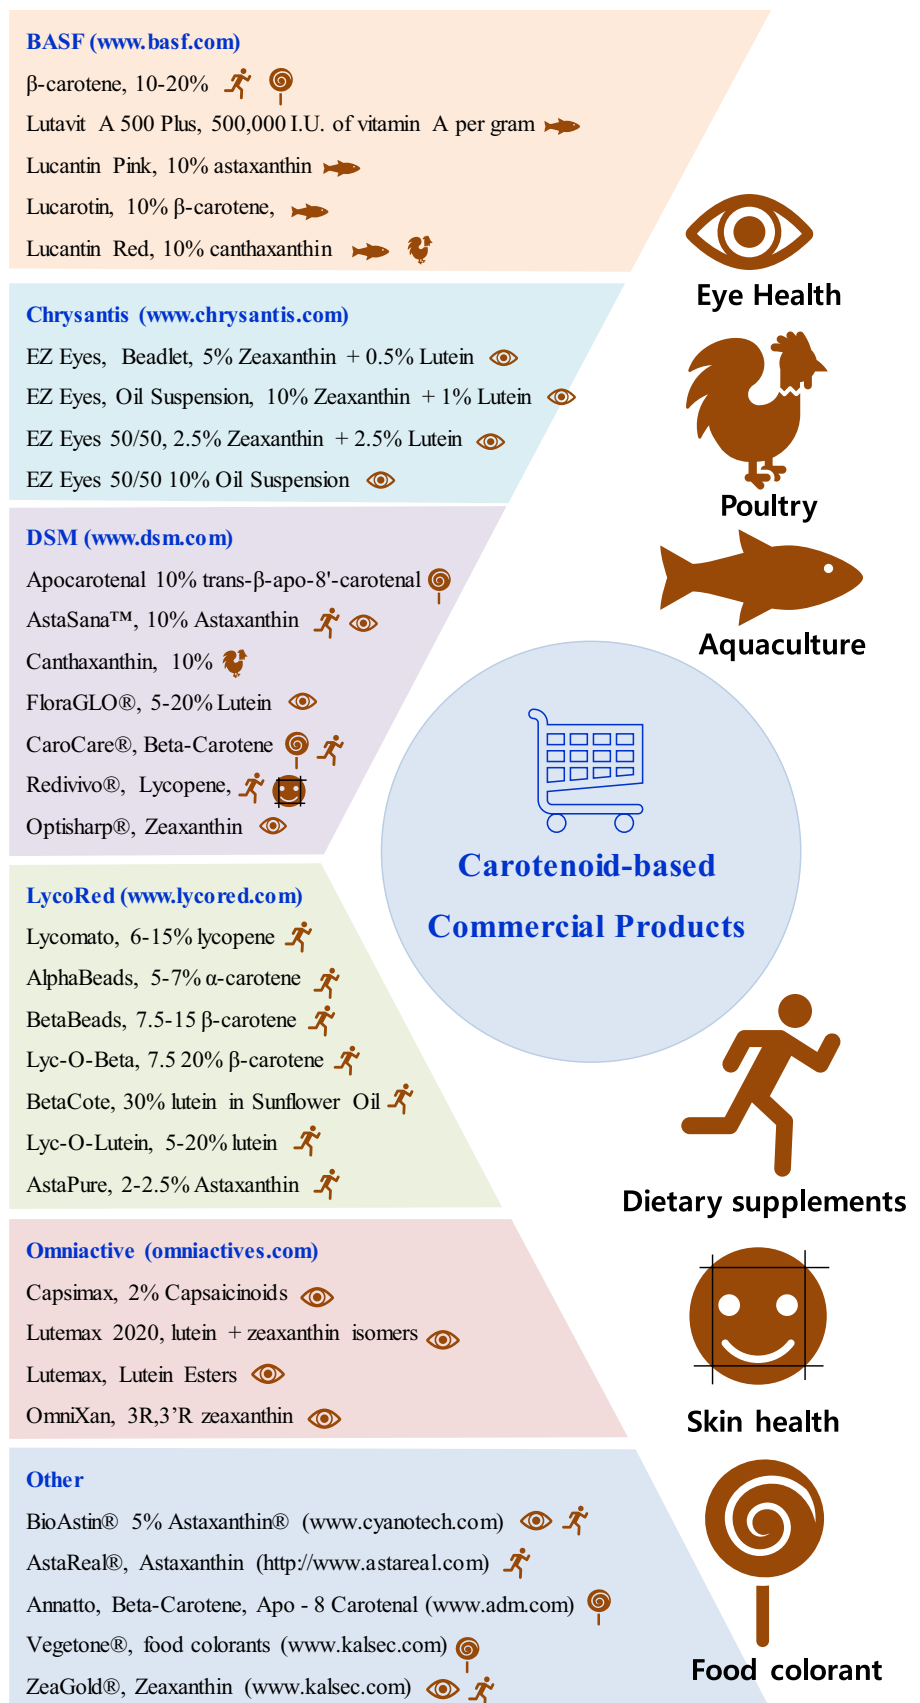 BASF (www.basf.com)
β-carotene, 10-20%
Lutavit A 500 Plus, 500,000 I.U. of vitamin A per gram
Lucantin Pink, 10% astaxanthin
Lucarotin, 10% β-carotene,
Lucantin Red, 10% canthaxanthin
Chrysantis (www.chrysantis.com)
EZ Eyes, Beadlet, 5% Zeaxanthin + 0.5% Lutein
EZ Eyes, Oil Suspension, 10% Zeaxanthin + 1% Lutein
EZ Eyes 50/50, 2.5% Zeaxanthin + 2.5% Lutein
EZ Eyes 50/50 10% Oil Suspension
DSM (www.dsm.com)
Apocarotenal 10% trans-β-apo-8'-carotenal
AstaSana™, 10% Astaxanthin
Canthaxanthin, 10%
FloraGLO®, 5-20% Lutein
CaroCare®, Beta-Carotene
Redivivo®, Lycopene,
Optisharp®, Zeaxanthin
LycoRed (www.lycored.com)
Lycomato, 6-15% lycopene
AlphaBeads, 5-7% α-carotene
BetaBeads, 7.5-15 β-carotene
Lyc-O-Beta, 7.5 20% β-carotene
BetaCote, 30% lutein in Sunflower Oil
Lyc-O-Lutein, 5-20% lutein
AstaPure, 2-2.5% Astaxanthin
Omniactive (omniactives.com)
Capsimax, 2% Capsaicinoids
Lutemax 2020, lutein + zeaxanthin isomers
Lutemax, Lutein Esters
OmniXan, 3R,3’R zeaxanthin
Other
BioAstin® 5% Astaxanthin® (www.cyanotech.com)
AstaReal®, Astaxanthin (http://www.astareal.com)
Annatto, Beta-Carotene, Apo - 8 Carotenal (www.adm.com)
Vegetone®, food colorants (www.kalsec.com)
ZeaGold®, Zeaxanthin (www.kalsec.com)
Eye Health
Poultry
Aquaculture
Carotenoid-based
Commercial Products
Dietary supplements
Skin health
Food colorant